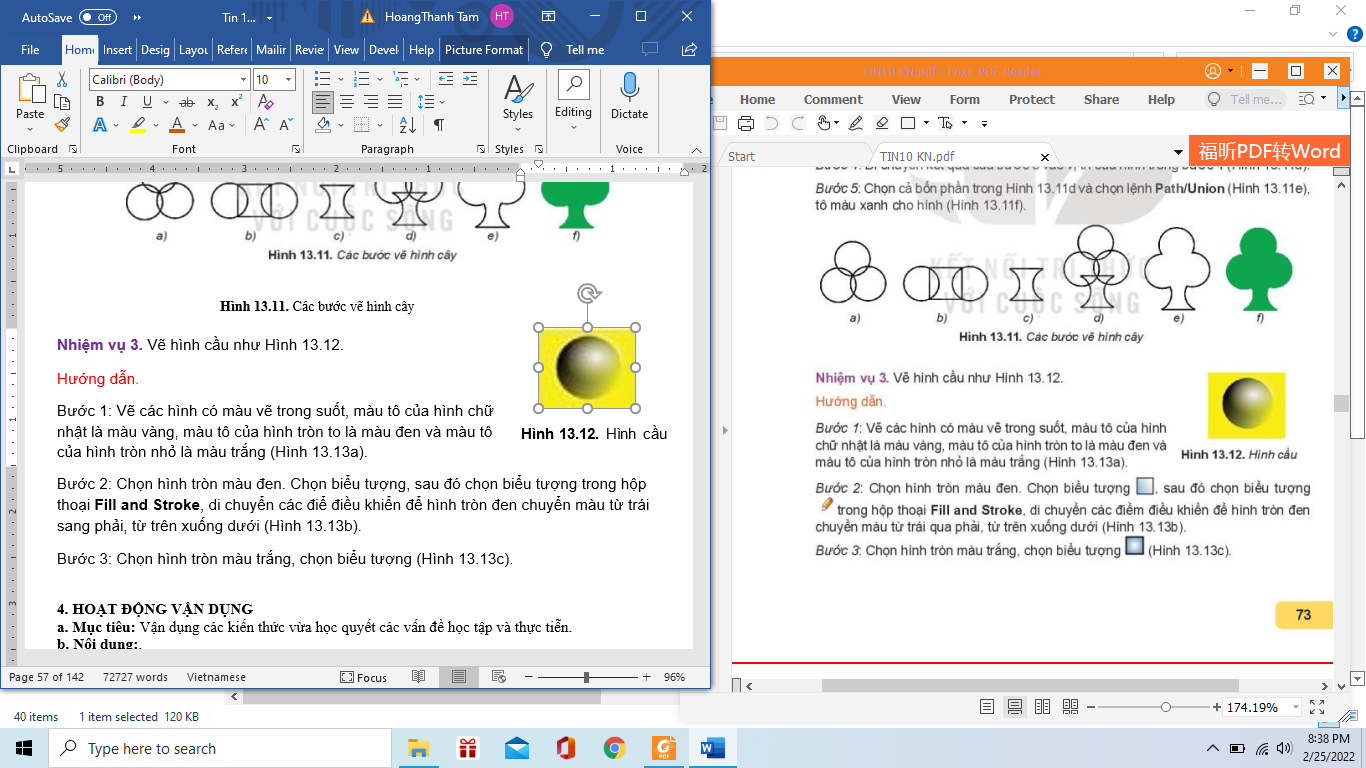 AutoSave Off Tin 1... HoangThanh Tam HT
File Home Insert Desig Layou Refere Mailir Reviev View Devel Help Picture Format Tell me
Calibri (Body) 10
Paste Styles Editing Dictate
Clipboard Font Paragraph Styles Voice
5 4 3 2 1 1 2
a) b) c) d) e) f)
VỚI CUỘC SỐNG
Hình 13.11. Các bước vẽ hình cây
Hình 13.11. Các bước vẽ hình cây
Nhiệm vụ 3. Vẽ hình cầu như Hình 13.12.
Hướng dẫn.
Bước 1: Vẽ các hình có màu vẽ trong suốt, màu tô của hình chữ
nhật là màu vàng, màu tô của hình tròn to là màu đen và màu tô
của hình tròn nhỏ là màu trắng (Hình 13.13a).
Hình 13.12. Hình cầu
Bước 2: Chọn hình tròn màu đen. Chọn biểu tượng, sau đó chọn biểu tượng trong hộp
thoại Fill and Stroke, di chuyển các điể điều khiển để hình tròn đen chuyển màu từ trái
sang phải, từ trên xuống dưới (Hình 13.13b).
Bước 3: Chọn hình tròn màu trắng, chọn biểu tượng (Hình 13.13c).
4. HOẠT ĐỘNG VẬN DỤNG
a. Mục tiêu: Vận dụng các kiến thức vừa học quyết các vấn đề học tập và thực tiễn.
b. Nội dung:.
Page 57 of 142 72727 words Vietnamese Focus 96%
TIN10 KN.pdf - Foxit PDF Reader
Home Comment View Form Protect Share Help Tell me...
Start TIN10 KN.pdf 福昕PDF转Word
Bước 5: Chọn cả bốn phần trong Hình 13.11d và chọn lệnh Path/Union (Hình 13.11e),
tô màu xanh cho hình (Hình 13.11f).
KẾT NỐI TRI THỨC
VỚI CUỘC SỐNG
a) b) c) d) e) f)
Hình 13.11. Các bước vẽ hình cây
Nhiệm vụ 3. Vẽ hình cầu như Hình 13.12.
Hướng dẫn.
Bước 1: Vẽ các hình có màu vẽ trong suốt, màu tô của hình
chữ nhật là màu vàng, màu tô của hình tròn to là màu đen và
màu tô của hình tròn nhỏ là màu trắng (Hình 13.13a).
Hình 13.12. Hình cầu
Bước 2: Chọn hình tròn màu đen. Chọn biểu tượng , sau đó chọn biểu tượng
trong hộp thoại Fill and Stroke, di chuyển các điểm điều khiển để hình tròn đen
chuyển màu từ trái qua phải, từ trên xuống dưới (Hình 13.13b).
Bước 3: Chọn hình tròn màu trắng, chọn biểu tượng (Hình 13.13c).
73
174.19%
40 items 1 item selected 120 KB
Type here to search
8:38 PM
2/25/2022